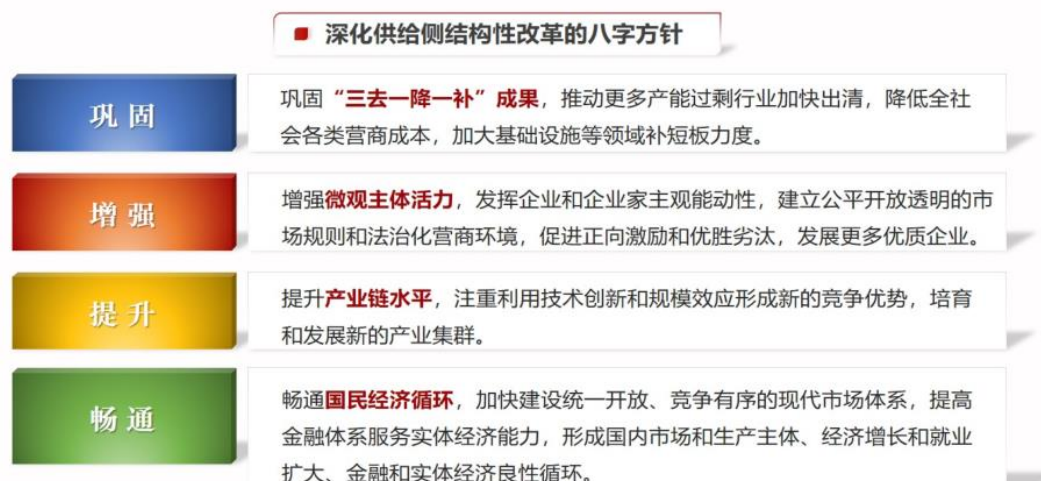 深化供给侧结构性改革的八字方针
巩固
巩固“三去一降一补”成果，推动更多产能过剩行业加快出清，降低全社
会各类营商成本，加大基础设施等领域补短板力度。
增强
增强微观主体活力，发挥企业和企业家主观能动性，建立公平开放透明的市
场规则和法治化营商环境，促进正向激励和优胜劣汰，发展更多优质企业。
提升
提升产业链水平，注重利用技术创新和规模效应形成新的竞争优势，培育
和发展新的产业集群。
畅通
畅通国民经济循环，加快建设统一开放、竞争有序的现代市场体系，提高
金融体系服务实体经济能力，形成国内市场和生产主体、经济增长和就业
扩大、金融和实体经济良性循环。